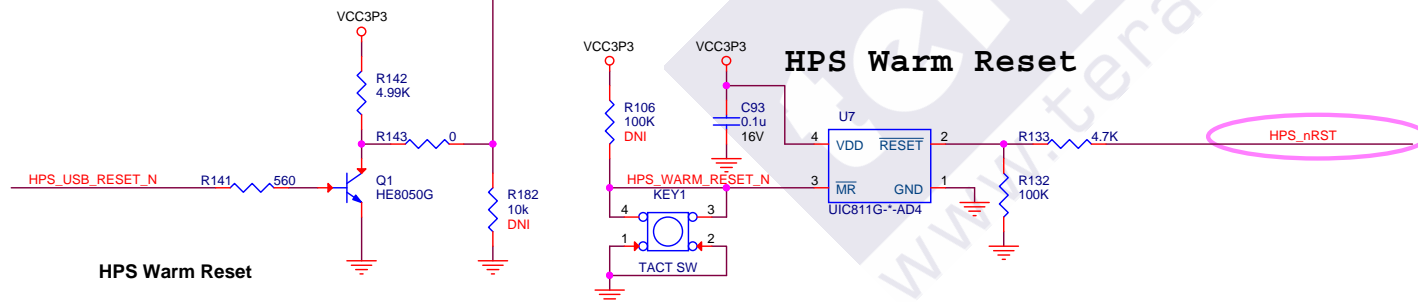 VCC3P3
R142
4.99K
R143
0
HPS_USB_RESET_N
R141
560
Q1
HE8050G
R182
10k
DNI
HPS Warm Reset
VCC3P3
VCC3P3
HPS Warm Reset
R106
100K
DNI
C93
0.1u
16V
U7
4
VDD
RESET
2
R133
4.7K
HPS_nRST
HPS_WARM_RESET_N
3
MR
GND
1
UIC811G-*-AD4
R132
100K
KEY1
4
3
1
2
TACT SW
www.tera